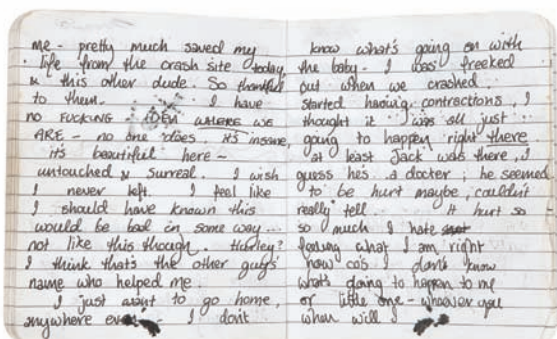 me - pretty much saved my
life from the crash site today,
& this other dude. So thankful
to them. I have
no FUCKING IDEA WHERE WE
ARE - no one does. It's insane,
it's beautiful here -
untouched & surreal. I wish
I never left. I feel like
I should have known this
would be bad in some way...
not like this though. Hurley?
I think that's the other guys'
name who helped me.
I just want to go home,
anywhere - I don't
know what's going on with
the baby. I was freeked
out when we crashed.
started having contractions, I
thought it was all just
going to happen right there
at least Jack was there, I
guess he's a docter; he seemed
to be hurt maybe, couldn't
really tell. It hurt so
so much I hate
feeling what I am right
now cos I don't know
what's going to happen to me
or little one - whoever you
when will I